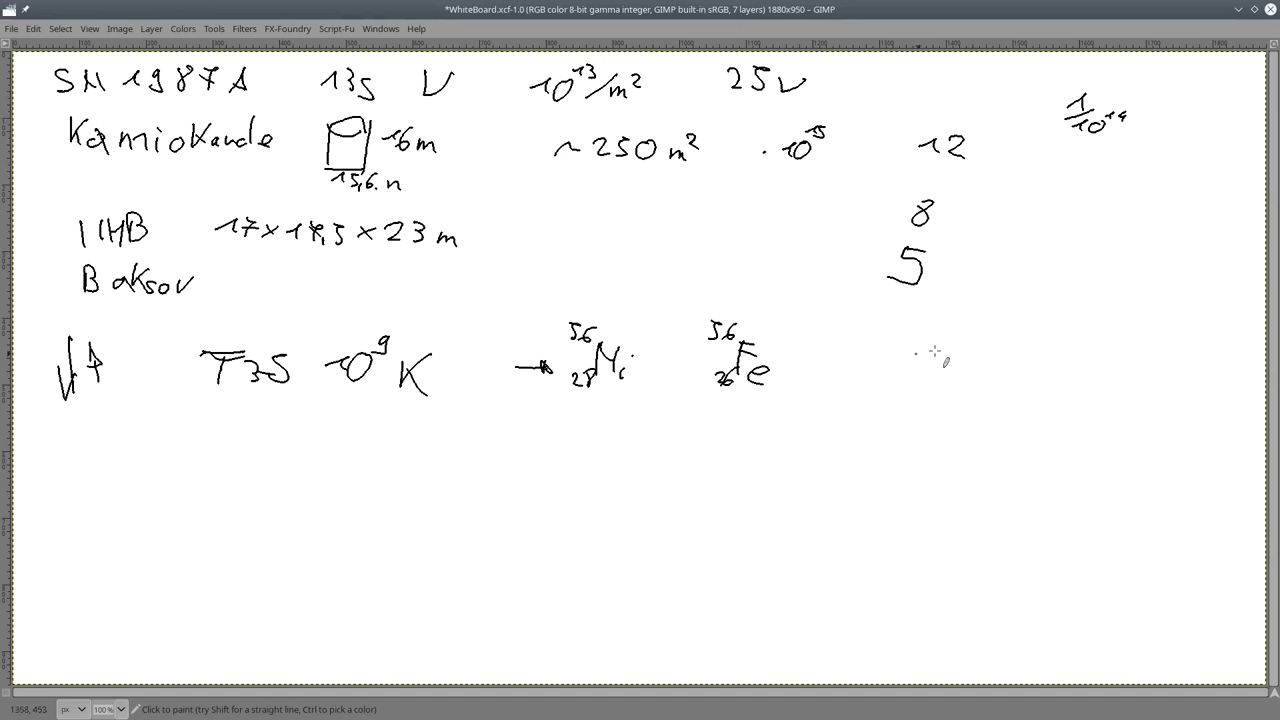 *WhiteBoard.xcf-1.0 (RGB color 8-bit gamma integer, GIMP built-in sRGB, 7 layers) 1880x950 – GIMP
File Edit Select View Image Layer Colors Tools Filters FX-Foundry Script-Fu Windows Help
SN 1987A 13s ν 10^13/m² 25ν
1/10^14
Kamiokande 16m ~250m² · 10^15 12
15,6 m
8
17×17,5×23m
5
Baksov
10^9 K → 56 28 Ni 56 26 Fe
1358, 453 px 100 % Click to paint (try Shift for a straight line, Ctrl to pick a color)